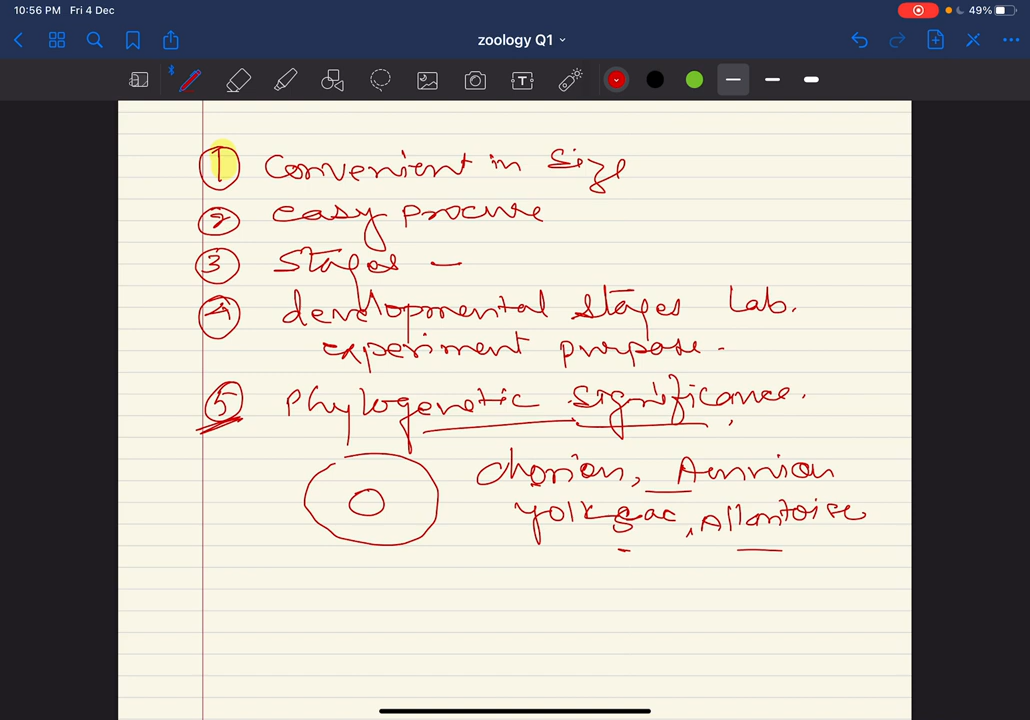 10:56 PM Fri 4 Dec
49%
zoology Q1
T
1 Convenient in Size
2 easy procure
3 Stages –
4 developmental stages Lab.
experiment purpose.
5 Phylogenetic significance.
Chorion, Amnion
yolk sac, Allantoise